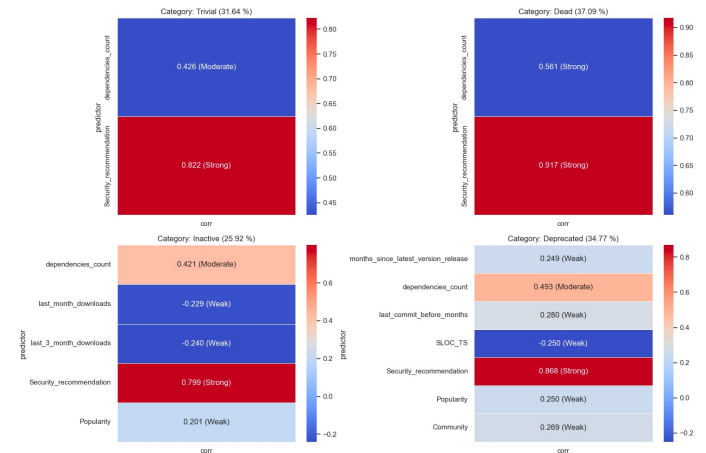 Category: Trivial (31.64 %)
predictor
dependencies_count
Security_recommendation
0.426 (Moderate)
0.822 (Strong)
corr
0.80
0.75
0.70
0.65
0.60
0.55
0.50
0.45
Category: Dead (37.09 %)
predictor
dependencies_count
Security_recommendation
0.561 (Strong)
0.917 (Strong)
corr
0.90
0.85
0.80
0.75
0.70
0.65
0.60
Category: Inactive (25.92 %)
predictor
dependencies_count
0.421 (Moderate)
last_month_downloads
-0.229 (Weak)
last_3_month_downloads
-0.240 (Weak)
Security_recommendation
0.799 (Strong)
Popularity
0.201 (Weak)
corr
0.6
0.4
0.2
0.0
−0.2
Category: Deprecated (34.77 %)
predictor
months_since_latest_version_release
0.249 (Weak)
dependencies_count
0.493 (Moderate)
last_commit_before_months
0.280 (Weak)
SLOC_TS
-0.250 (Weak)
Security_recommendation
0.868 (Strong)
Popularity
0.250 (Weak)
Community
0.269 (Weak)
corr
0.8
0.6
0.4
0.2
0.0
−0.2